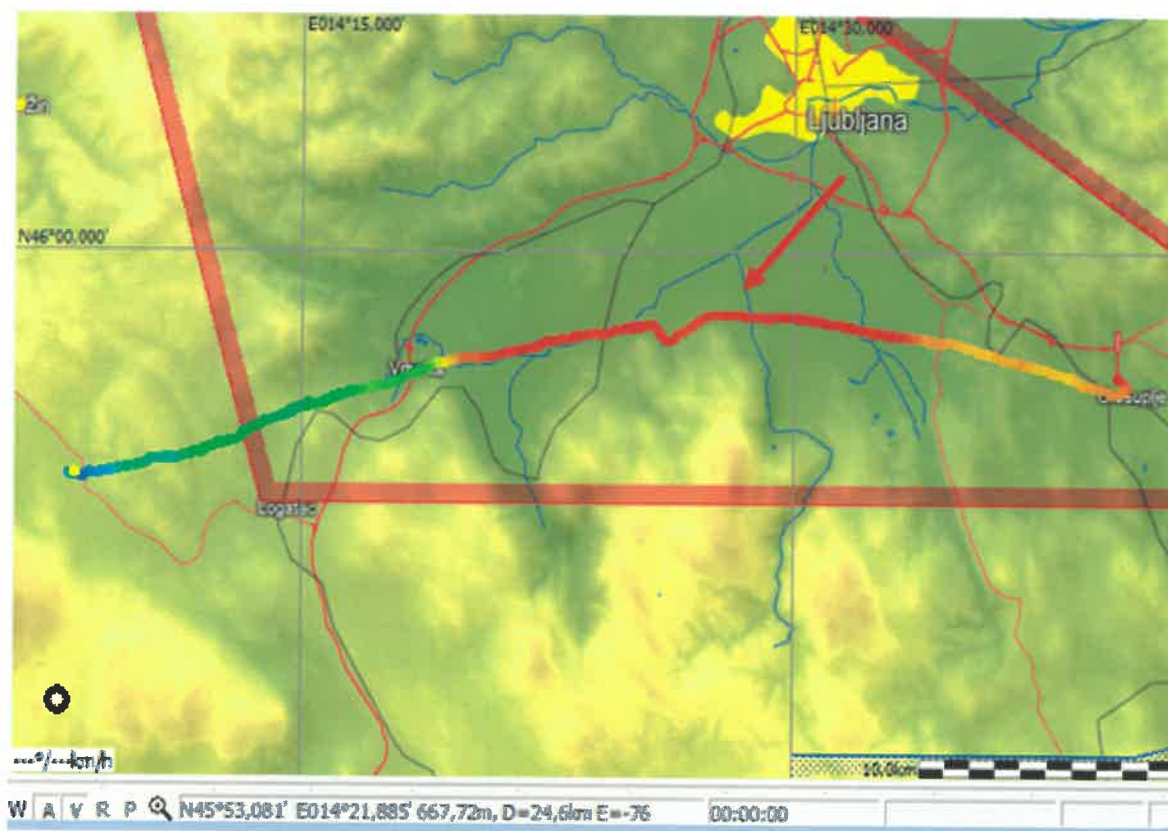 E014°15,000'
E014°30,000'
Žn
Ljubljana
N46°00,000'
Logatec
---°/---km/h
10,0km
W A V R P N45°53,081' E014°21,885' 667,72m, D=24,6km E=-76 00:00:00